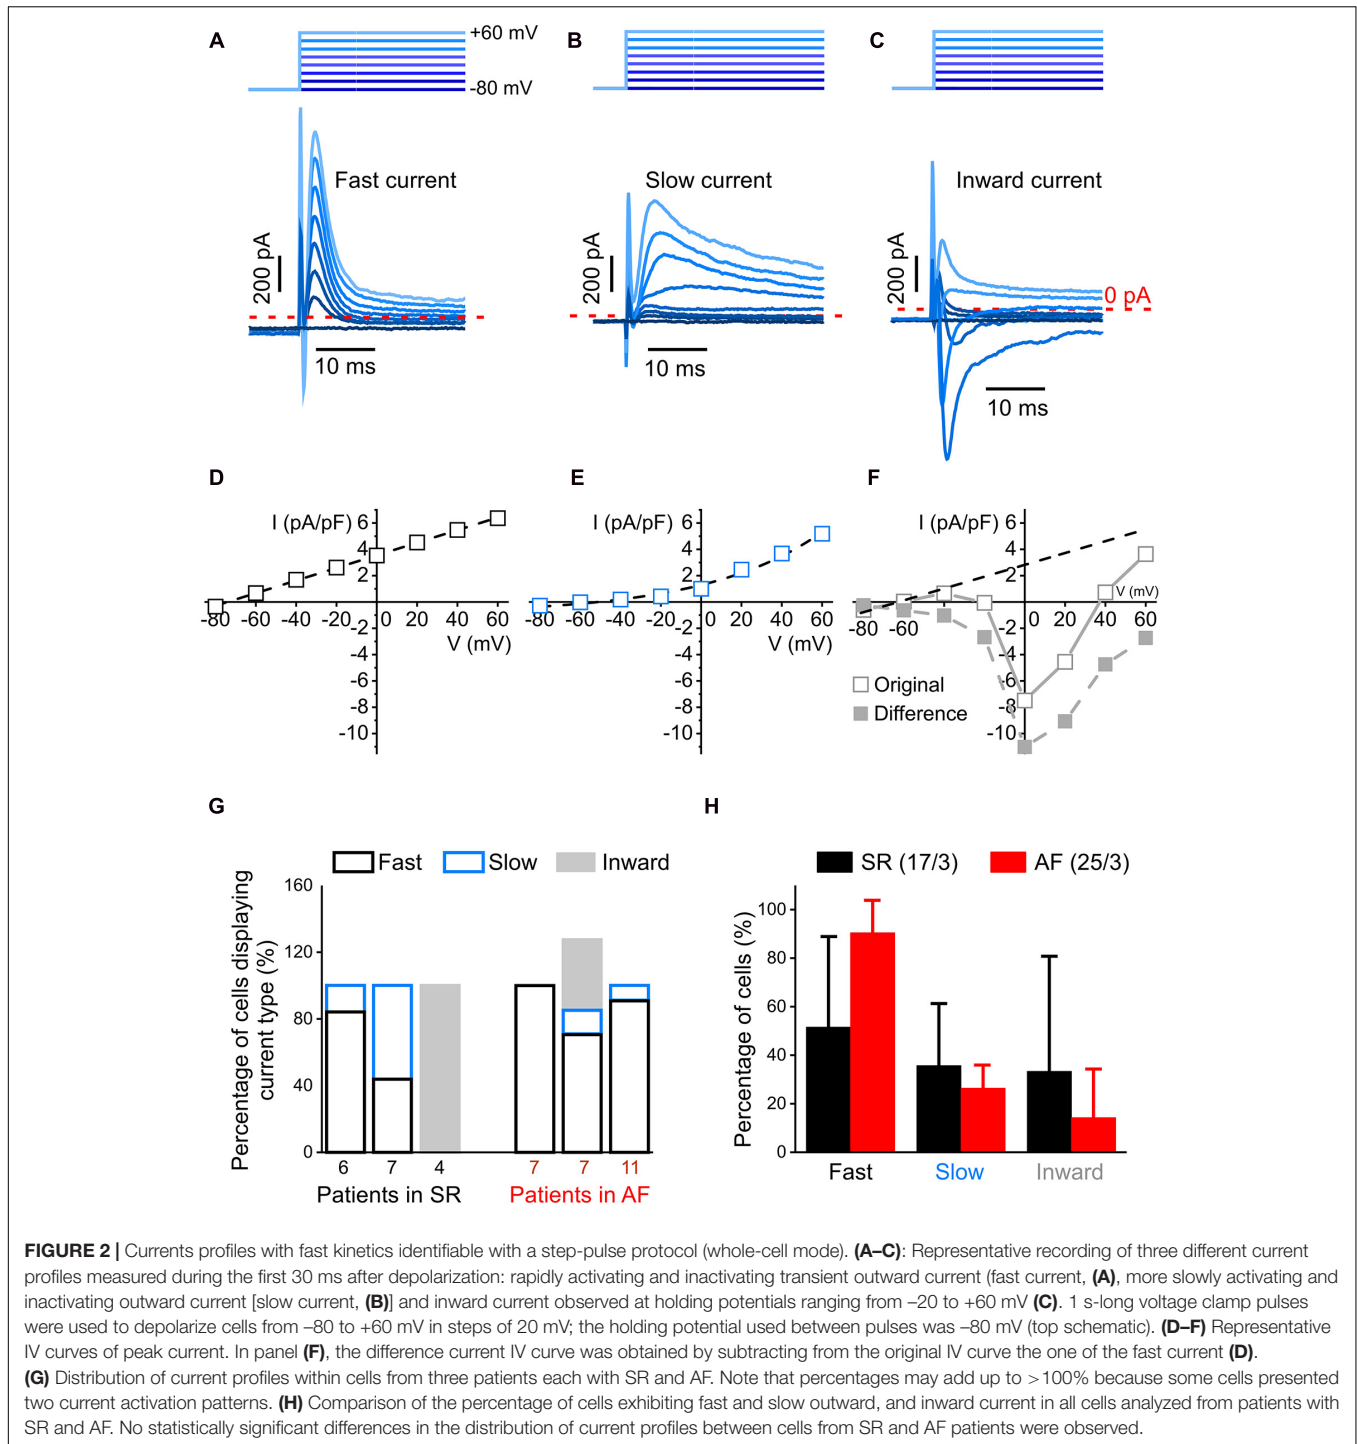 A
+60 mV
-80 mV
Fast current
200 pA
10 ms
B
Slow current
200 pA
10 ms
C
Inward current
200 pA
0 pA
10 ms
D
I (pA/pF)
6
4
2
-80 -60 -40 -20 0 20 40 60
V (mV)
-2
-4
-6
-8
-10
E
I (pA/pF)
6
4
2
-80 -60 -40 -20 0 20 40 60
V (mV)
-2
-4
-6
-8
-10
F
I (pA/pF)
6
4
2
V (mV)
-80 -60 0 20 40 60
-2
-4
-6
-8
-10
Original
Difference
G
Fast Slow Inward
Percentage of cells displaying
current type (%)
160
120
80
40
0
6 7 4 7 7 11
Patients in SR Patients in AF
H
SR (17/3) AF (25/3)
Percentage of cells (%)
100
80
60
40
20
0
Fast Slow Inward
FIGURE 2 | Currents profiles with fast kinetics identifiable with a step-pulse protocol (whole-cell mode). (A–C): Representative recording of three different current
profiles measured during the first 30 ms after depolarization: rapidly activating and inactivating transient outward current (fast current, (A), more slowly activating and
inactivating outward current [slow current, (B)] and inward current observed at holding potentials ranging from –20 to +60 mV (C). 1 s-long voltage clamp pulses
were used to depolarize cells from –80 to +60 mV in steps of 20 mV; the holding potential used between pulses was –80 mV (top schematic). (D–F) Representative
IV curves of peak current. In panel (F), the difference current IV curve was obtained by subtracting from the original IV curve the one of the fast current (D).
(G) Distribution of current profiles within cells from three patients each with SR and AF. Note that percentages may add up to >100% because some cells presented
two current activation patterns. (H) Comparison of the percentage of cells exhibiting fast and slow outward, and inward current in all cells analyzed from patients with
SR and AF. No statistically significant differences in the distribution of current profiles between cells from SR and AF patients were observed.